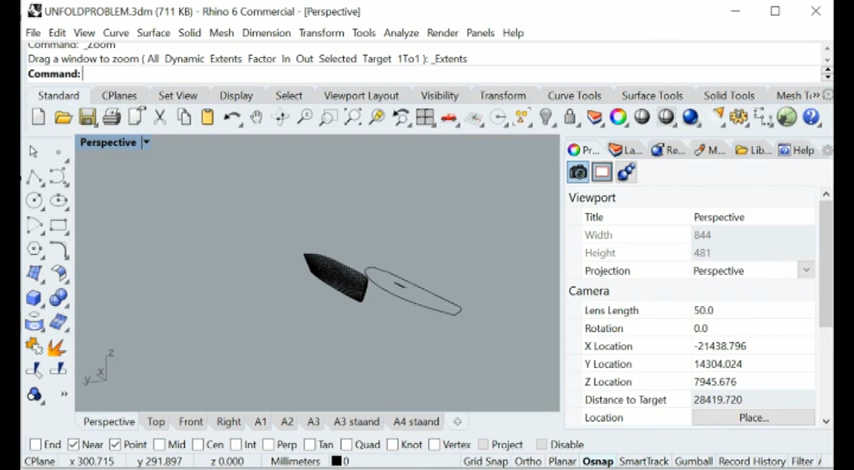 UNFOLDPROBLEM.3dm (711 KB) - Rhino 6 Commercial - [Perspective]
File Edit View Curve Surface Solid Mesh Dimension Transform Tools Analyze Render Panels Help
Command: _Zoom
Drag a window to zoom ( All Dynamic Extents Factor In Out Selected Target 1To1 ): _Extents
Command:
Standard CPlanes Set View Display Select Viewport Layout Visibility Transform Curve Tools Surface Tools Solid Tools Mesh T
Perspective
Pr... La... Re... M... Lib... Help
Viewport
Title Perspective
Width 844
Height 481
Projection Perspective
Camera
Lens Length 50.0
Rotation 0.0
X Location -21438.796
Y Location 14304.024
Z Location 7945.676
Distance to Target 28419.720
Location Place...
z
x
y
Perspective Top Front Right A1 A2 A3 A3 staand A4 staand
End Near Point Mid Cen Int Perp Tan Quad Knot Vertex Project Disable
CPlane x 300.715 y 291.897 z 0.000 Millimeters 0 Grid Snap Ortho Planar Osnap SmartTrack Gumball Record History Filter